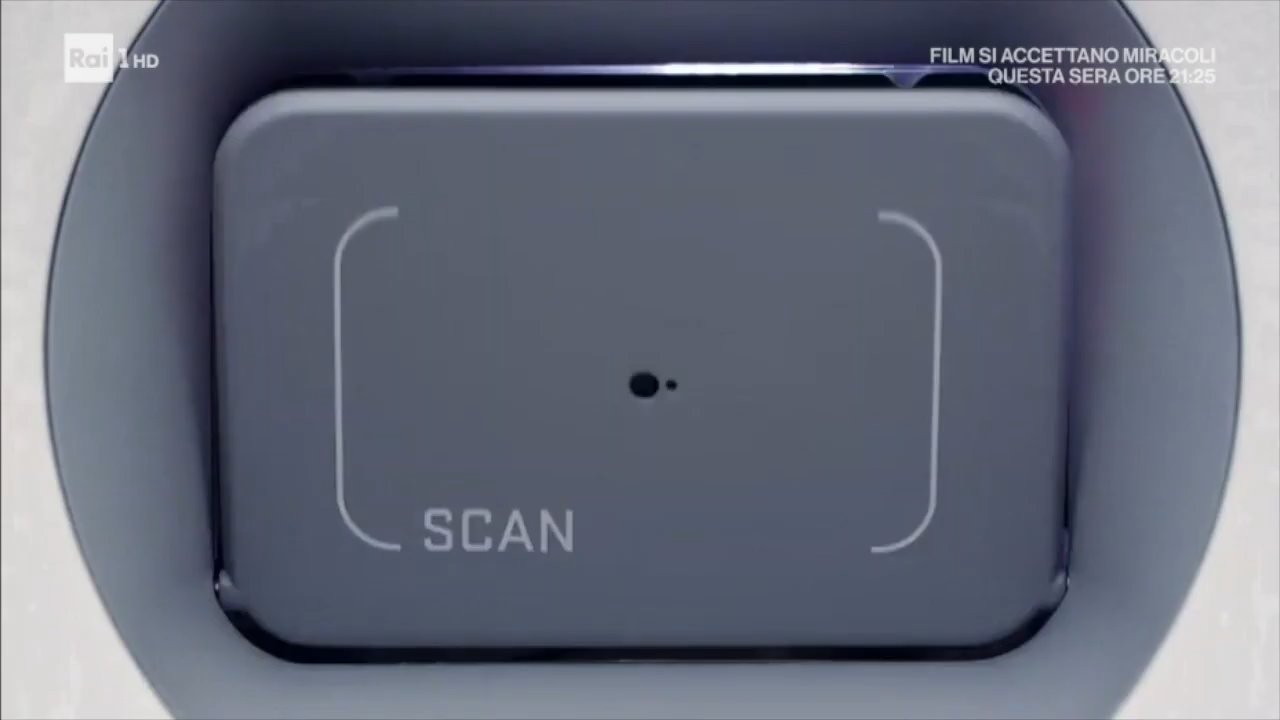 Rai 1 HD
FILM SI ACCETTANO MIRACOLI
QUESTA SERA ORE 21:25
SCAN